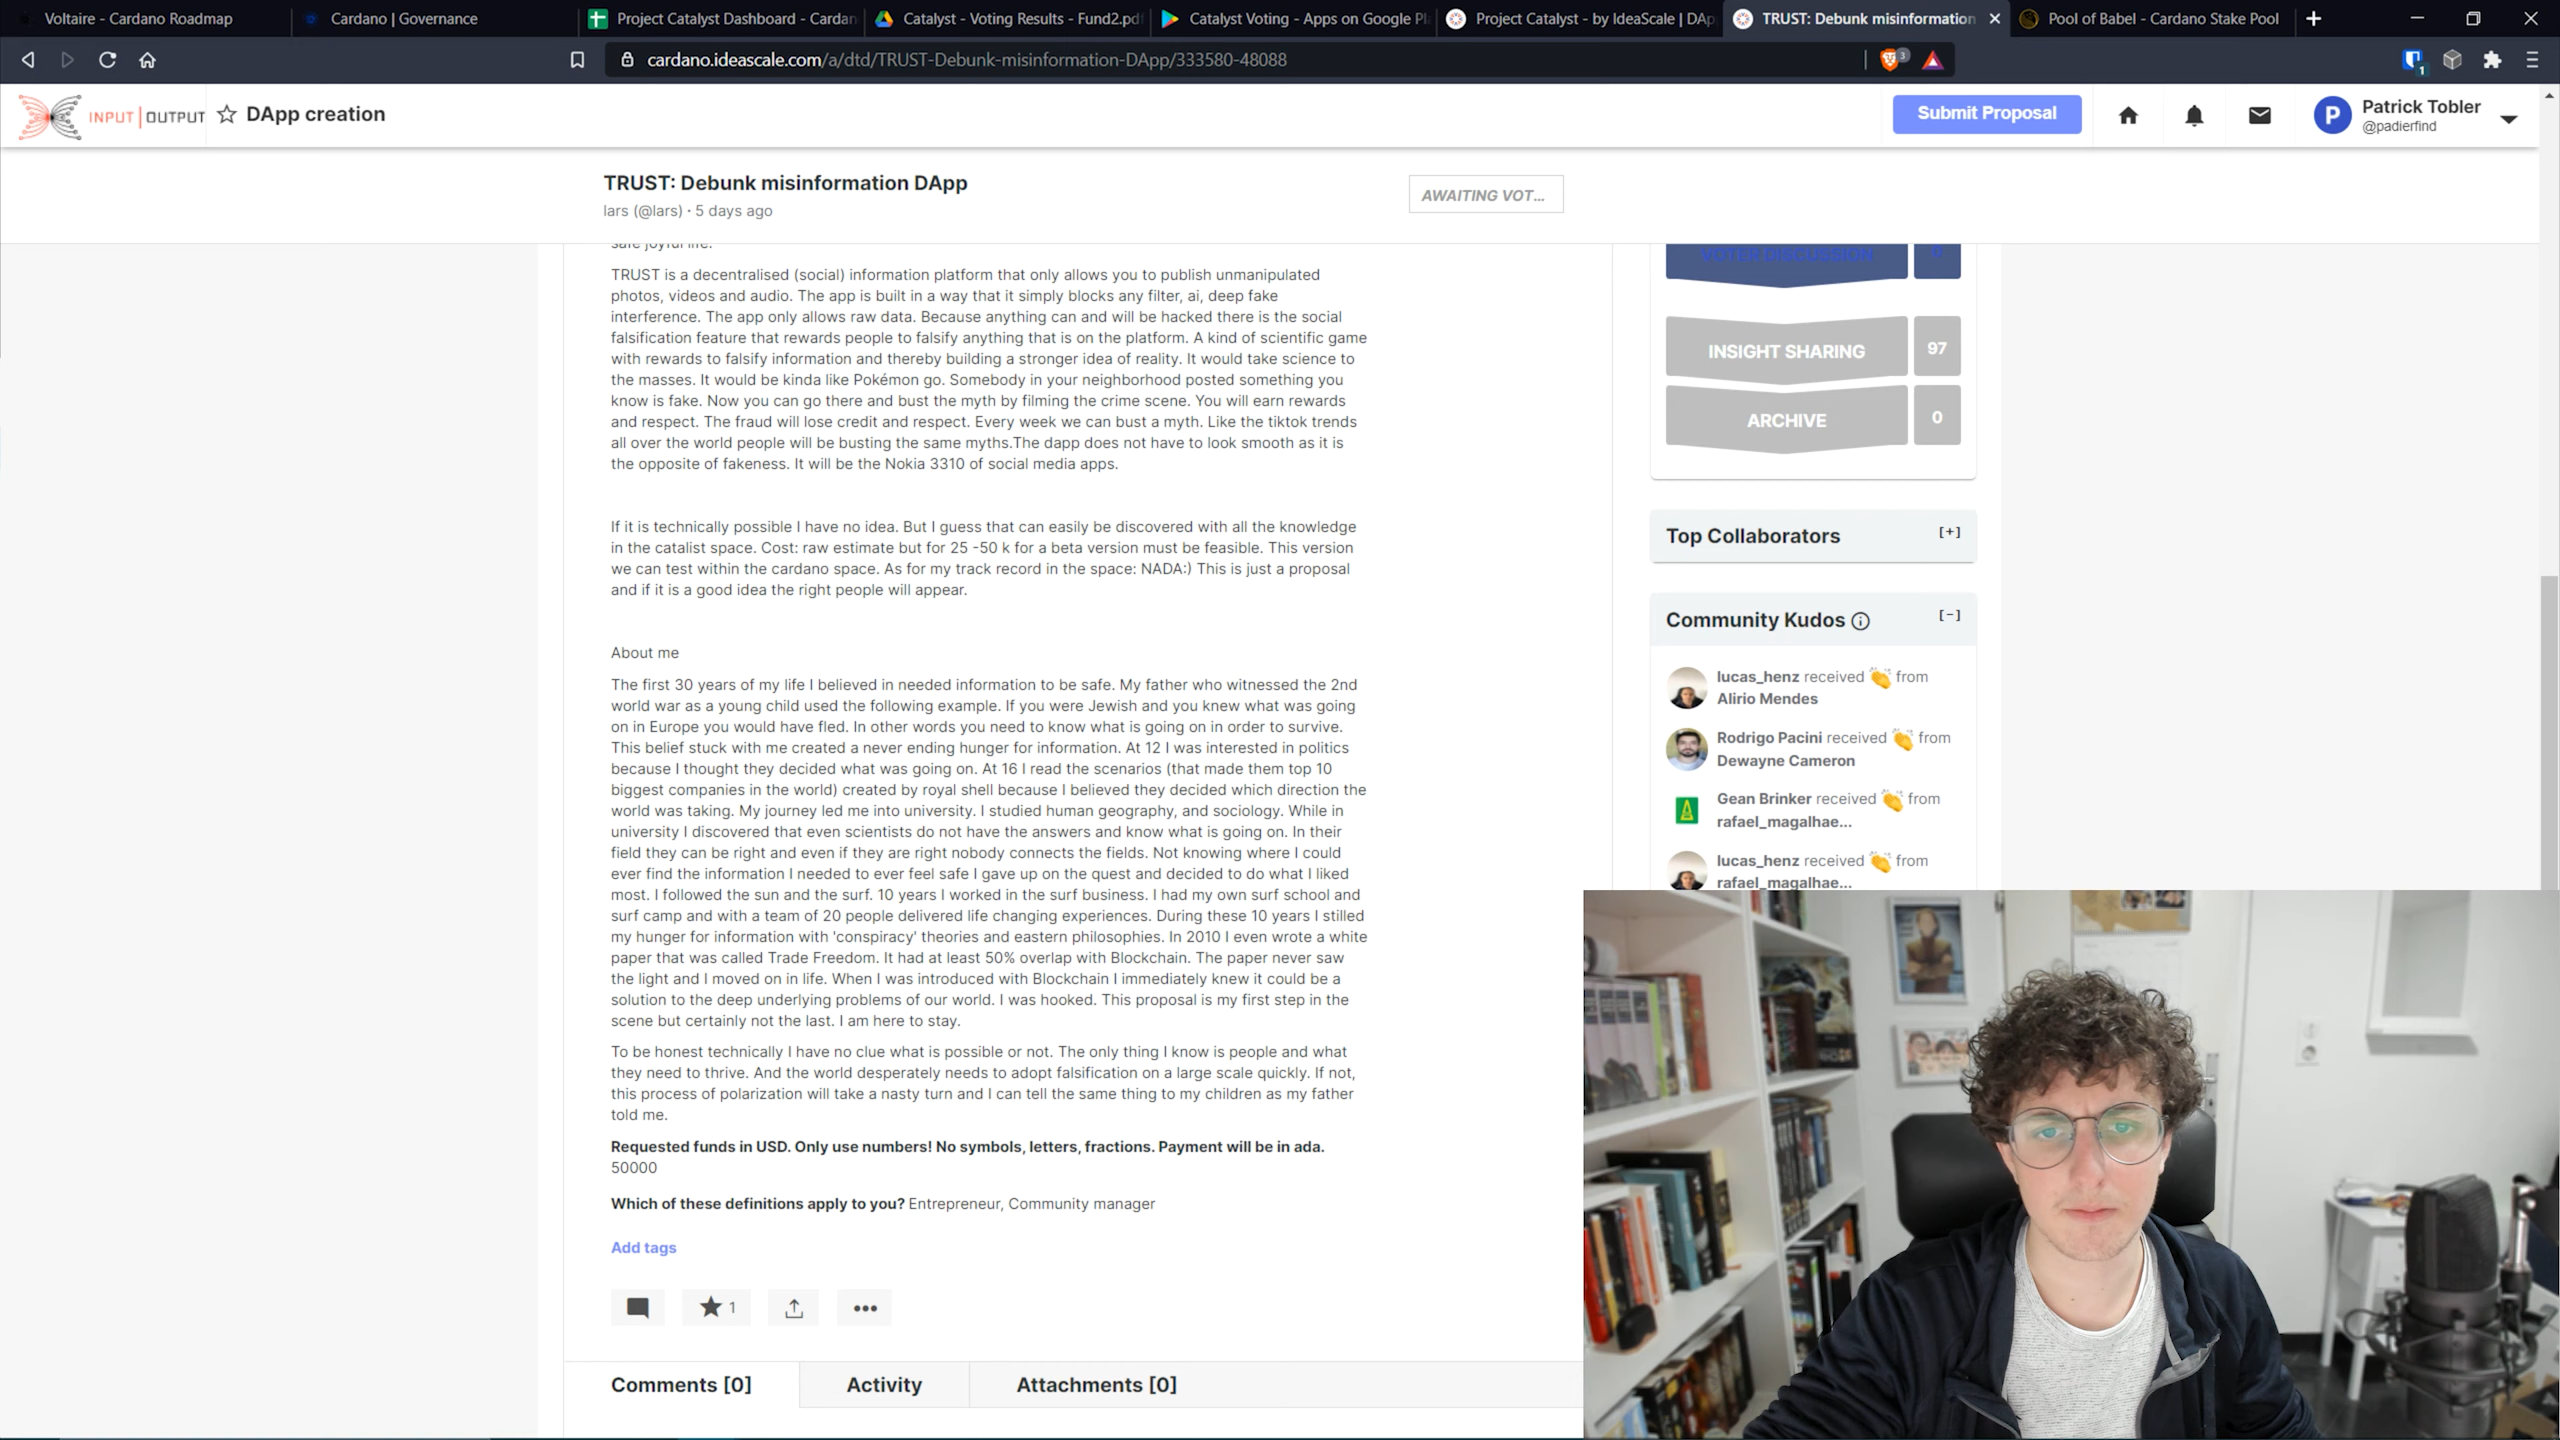 Voltaire - Cardano Roadmap
Cardano | Governance
Project Catalyst Dashboard - Cardan
Catalyst - Voting Results - Fund2.pdf
Catalyst Voting - Apps on Google Pl
Project Catalyst - by IdeaScale | DAp
TRUST: Debunk misinformation
Pool of Babel - Cardano Stake Pool
cardano.ideascale.com/a/dtd/TRUST-Debunk-misinformation-DApp/333580-48088
3
1
INPUT | OUTPUT
DApp creation
Submit Proposal
P
Patrick Tobler
@padierfind
TRUST: Debunk misinformation DApp
lars (@lars) • 5 days ago
AWAITING VOT...
safe joyful life.
TRUST is a decentralised (social) information platform that only allows you to publish unmanipulated
photos, videos and audio. The app is built in a way that it simply blocks any filter, ai, deep fake
interference. The app only allows raw data. Because anything can and will be hacked there is the social
falsification feature that rewards people to falsify anything that is on the platform. A kind of scientific game
with rewards to falsify information and thereby building a stronger idea of reality. It would take science to
the masses. It would be kinda like Pokémon go. Somebody in your neighborhood posted something you
know is fake. Now you can go there and bust the myth by filming the crime scene. You will earn rewards
and respect. The fraud will lose credit and respect. Every week we can bust a myth. Like the tiktok trends
all over the world people will be busting the same myths.The dapp does not have to look smooth as it is
the opposite of fakeness. It will be the Nokia 3310 of social media apps.
If it is technically possible I have no idea. But I guess that can easily be discovered with all the knowledge
in the catalist space. Cost: raw estimate but for 25 -50 k for a beta version must be feasible. This version
we can test within the cardano space. As for my track record in the space: NADA:) This is just a proposal
and if it is a good idea the right people will appear.
About me
The first 30 years of my life I believed in needed information to be safe. My father who witnessed the 2nd
world war as a young child used the following example. If you were Jewish and you knew what was going
on in Europe you would have fled. In other words you need to know what is going on in order to survive.
This belief stuck with me created a never ending hunger for information. At 12 I was interested in politics
because I thought they decided what was going on. At 16 I read the scenarios (that made them top 10
biggest companies in the world) created by royal shell because I believed they decided which direction the
world was taking. My journey led me into university. I studied human geography, and sociology. While in
university I discovered that even scientists do not have the answers and know what is going on. In their
field they can be right and even if they are right nobody connects the fields. Not knowing where I could
ever find the information I needed to ever feel safe I gave up on the quest and decided to do what I liked
most. I followed the sun and the surf. 10 years I worked in the surf business. I had my own surf school and
surf camp and with a team of 20 people delivered life changing experiences. During these 10 years I stilled
my hunger for information with 'conspiracy' theories and eastern philosophies. In 2010 I even wrote a white
paper that was called Trade Freedom. It had at least 50% overlap with Blockchain. The paper never saw
the light and I moved on in life. When I was introduced with Blockchain I immediately knew it could be a
solution to the deep underlying problems of our world. I was hooked. This proposal is my first step in the
scene but certainly not the last. I am here to stay.
To be honest technically I have no clue what is possible or not. The only thing I know is people and what
they need to thrive. And the world desperately needs to adopt falsification on a large scale quickly. If not,
this process of polarization will take a nasty turn and I can tell the same thing to my children as my father
told me.
Requested funds in USD. Only use numbers! No symbols, letters, fractions. Payment will be in ada.
50000
Which of these definitions apply to you? Entrepreneur, Community manager
Add tags
1
Comments [0]
Activity
Attachments [0]
VOTER DISCUSSION
0
INSIGHT SHARING
97
ARCHIVE
0
Top Collaborators
[+]
Community Kudos
[-]
lucas_henz received 👏 from
Alirio Mendes
Rodrigo Pacini received 👏 from
Dewayne Cameron
Gean Brinker received 👏 from
rafael_magalhae...
lucas_henz received 👏 from
rafael_magalhae...